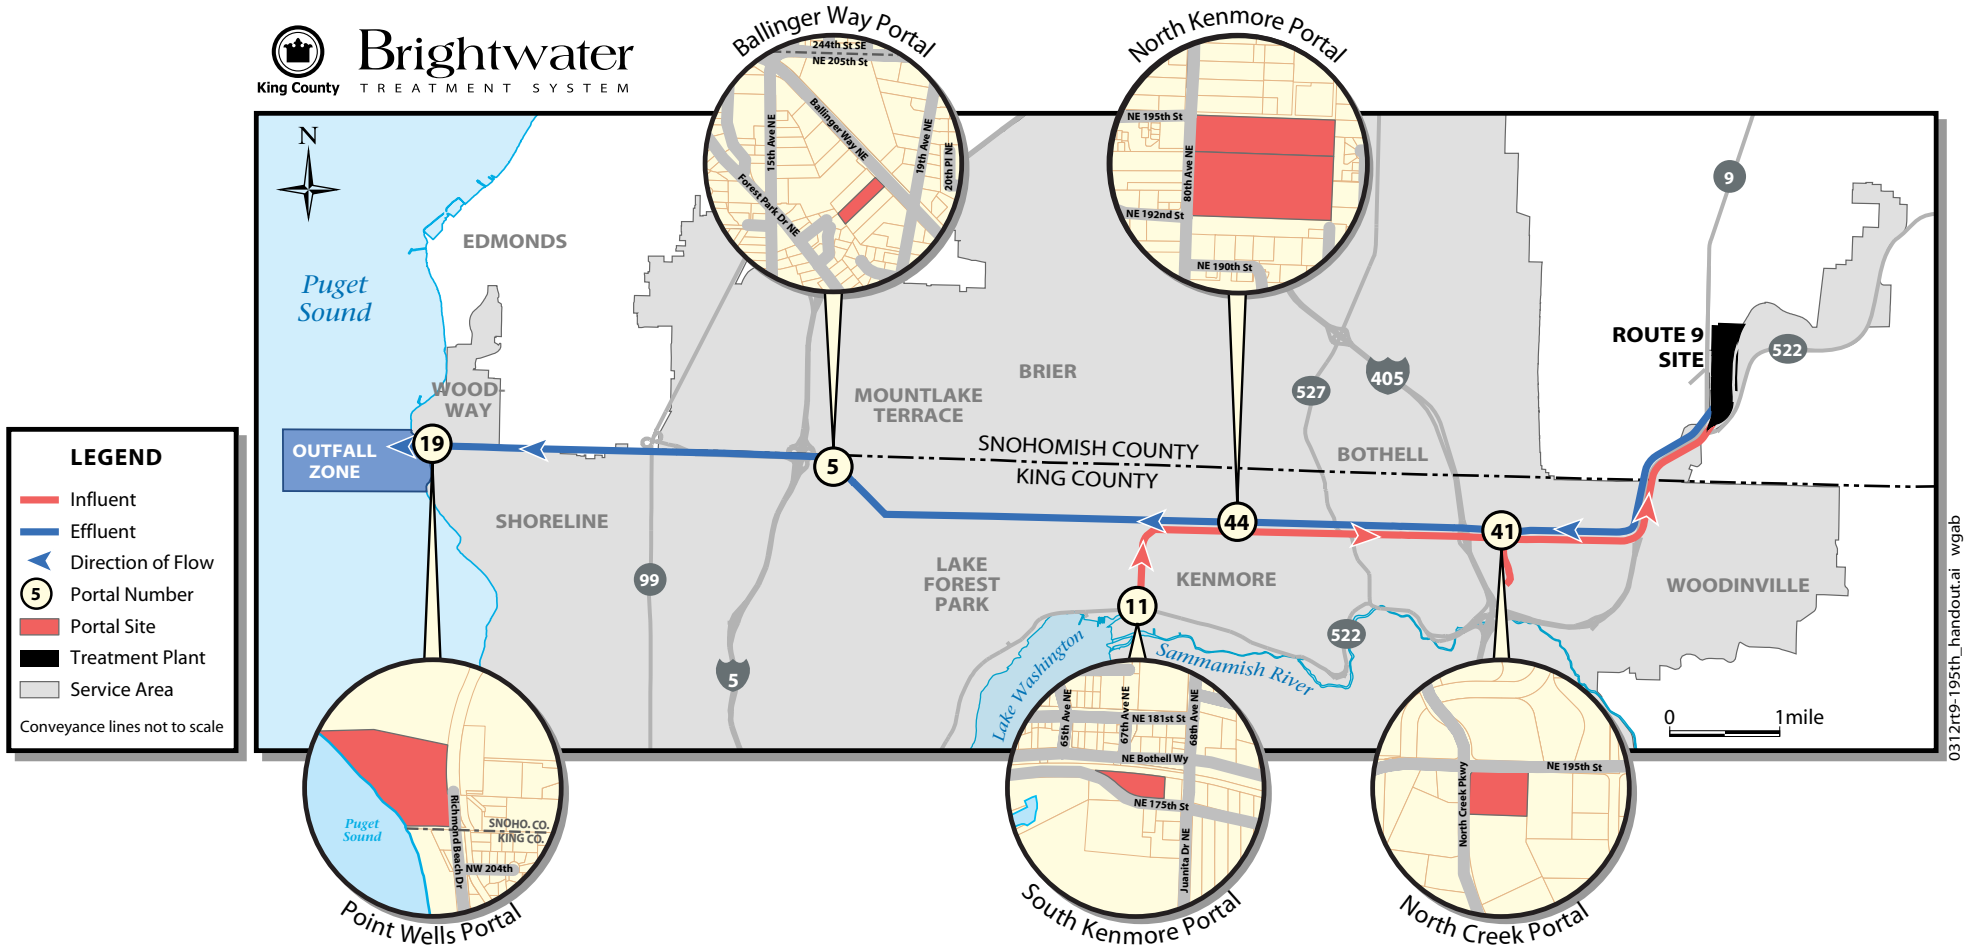 King County
Brightwater
TREATMENT SYSTEM
Ballinger Way Portal
244th St SE
NE 205th St
15th Ave NE
Ballinger Way NE
19th Ave NE
20th Pl NE
Forest Park Dr NE
North Kenmore Portal
NE 195th St
80th Ave NE
NE 192nd St
NE 190th St
N
Puget
Sound
EDMONDS
WOOD-
WAY
OUTFALL
ZONE
19
5
MOUNTLAKE
TERRACE
BRIER
SNOHOMISH COUNTY
KING COUNTY
BOTHELL
527
405
9
522
ROUTE 9
SITE
SHORELINE
99
5
LAKE
FOREST
PARK
KENMORE
44
41
11
WOODINVILLE
522
Lake Washington
Sammamish River
0 1mile
LEGEND
Influent
Effluent
Direction of Flow
5 Portal Number
Portal Site
Treatment Plant
Service Area
Conveyance lines not to scale
Puget
Sound
Richmond Beach Dr
SNOHO. CO.
KING CO.
NW 204th
Point Wells Portal
65th Ave NE
67th Ave NE
68th Ave NE
NE 181st St
NE Bothell Wy
NE 175th St
Juanita Dr NE
South Kenmore Portal
NE 195th St
North Creek Pkwy
North Creek Portal
0312rt9-195th_handout.ai wgab